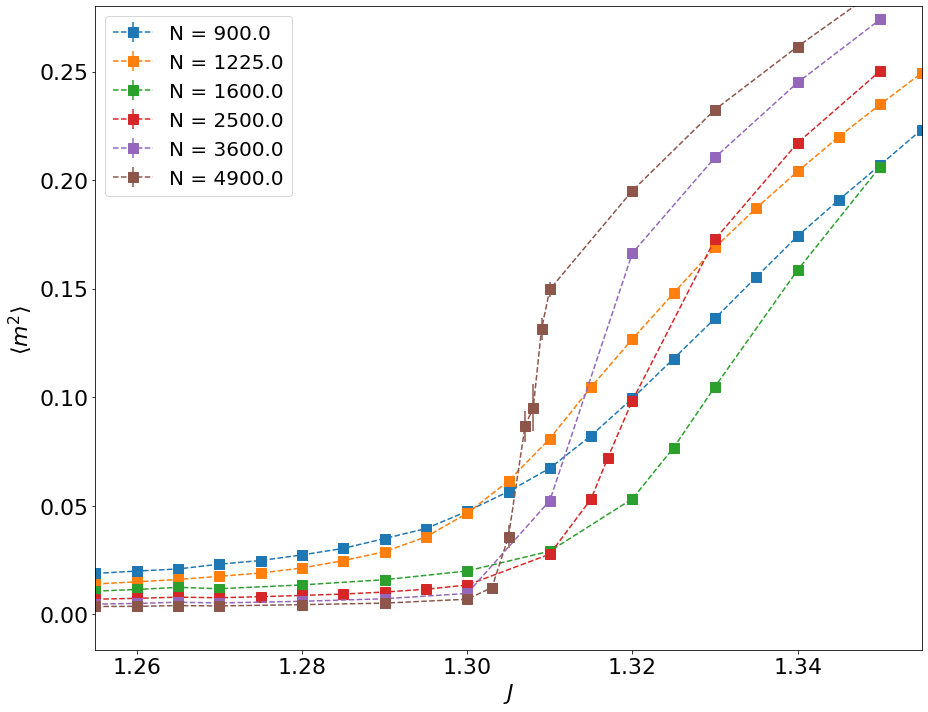 N = 900.0
N = 1225.0
N = 1600.0
N = 2500.0
N = 3600.0
N = 4900.0
0.25
0.20
0.15
0.10
0.05
0.00
⟨m²⟩
1.26 1.28 1.30 1.32 1.34
J